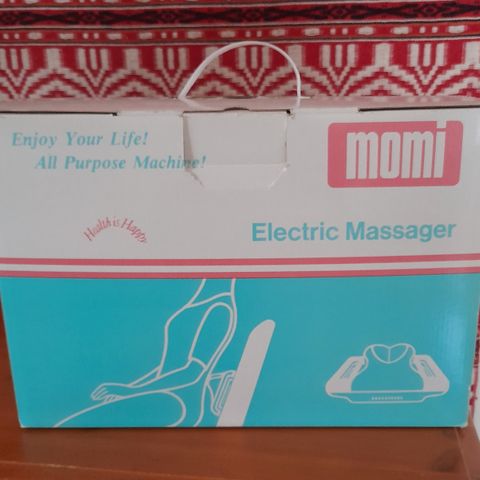 Enjoy Your Life!
All Purpose Machine!
momi
Health is Happy
Electric Massager